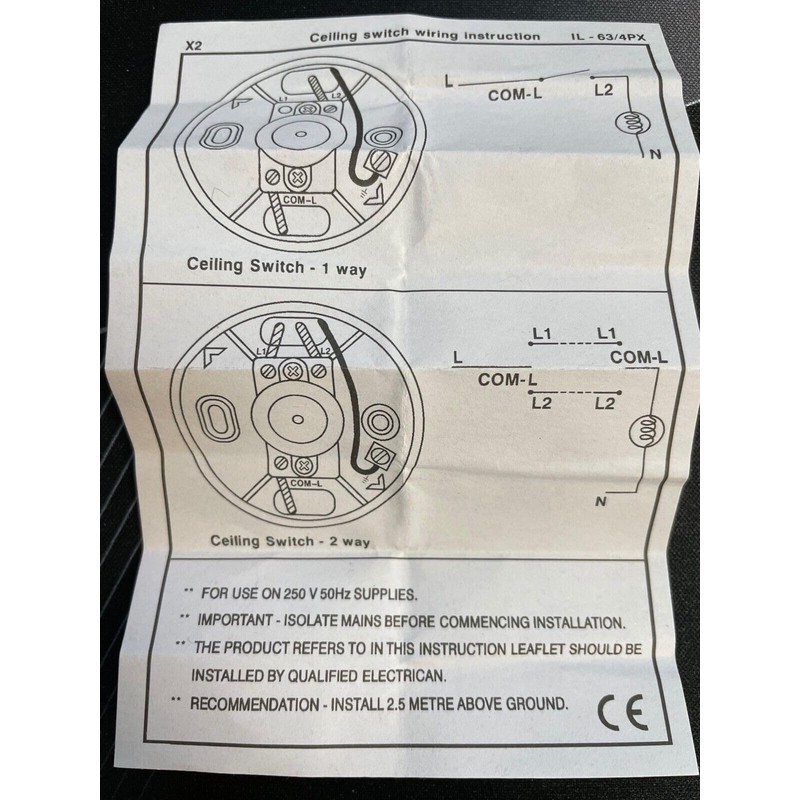 X2 Ceiling switch wiring instruction IL - 63/4PX
L1 L2
COM-L
L COM-L L2
N
Ceiling Switch - 1 way
L1 L2
COM-L
L1 L1
L COM-L
COM-L
L2 L2
N
Ceiling Switch - 2 way
** FOR USE ON 250 V 50Hz SUPPLIES.
** IMPORTANT - ISOLATE MAINS BEFORE COMMENCING INSTALLATION.
** THE PRODUCT REFERS TO IN THIS INSTRUCTION LEAFLET SHOULD BE
INSTALLED BY QUALIFIED ELECTRICAN.
** RECOMMENDATION - INSTALL 2.5 METRE ABOVE GROUND.
CE